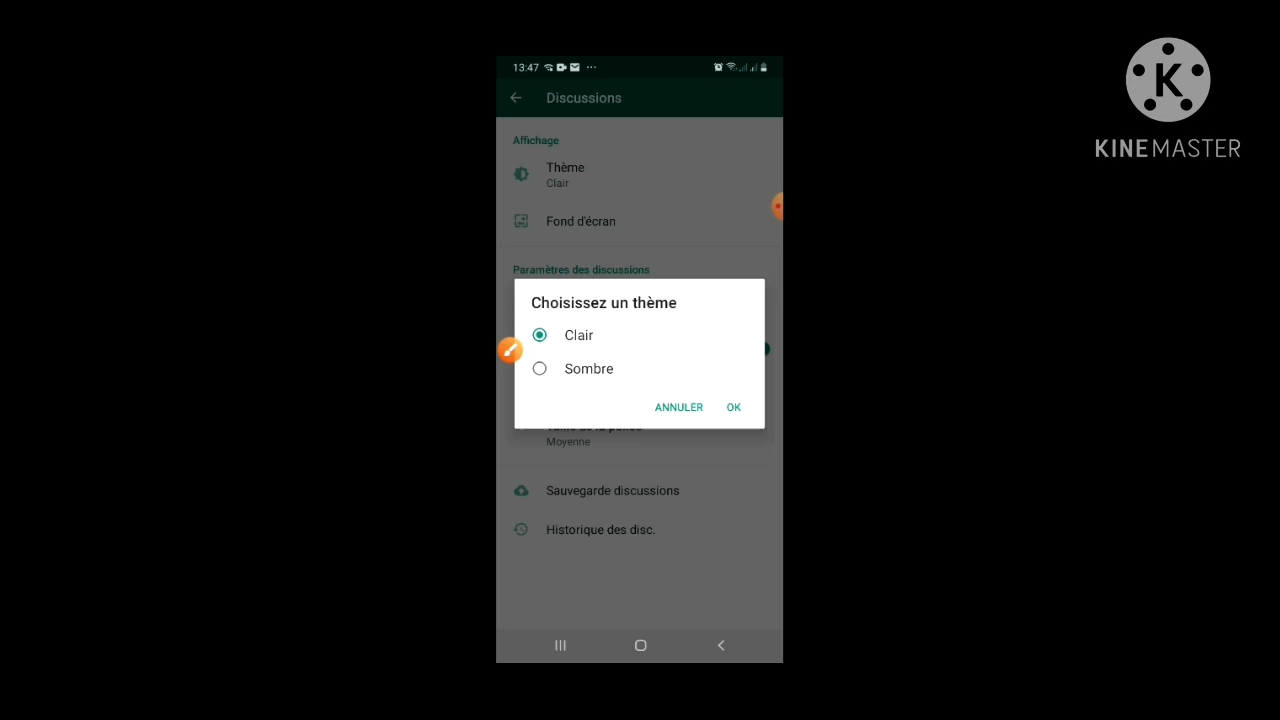 13.47
Discussions
Affichage
Thème
Clair
Fond d'écran
Paramètres des discussions
Choisissez un thème
Clair
Sombre
ANNULER OK
Moyenne
Sauvegarde discussions
Historique des disc.
K
KINEMASTER